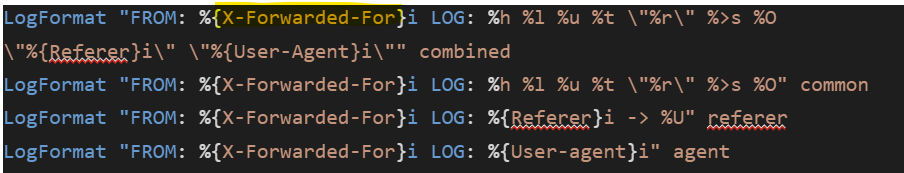 LogFormat "FROM: %{X-Forwarded-For}i LOG: %h %l %u %t \"%r\" %>s %O
\"%{Referer}i\" \"%{User-Agent}i\"" combined
LogFormat "FROM: %{X-Forwarded-For}i LOG: %h %l %u %t \"%r\" %>s %O" common
LogFormat "FROM: %{X-Forwarded-For}i LOG: %{Referer}i -> %U" referer
LogFormat "FROM: %{X-Forwarded-For}i LOG: %{User-agent}i" agent